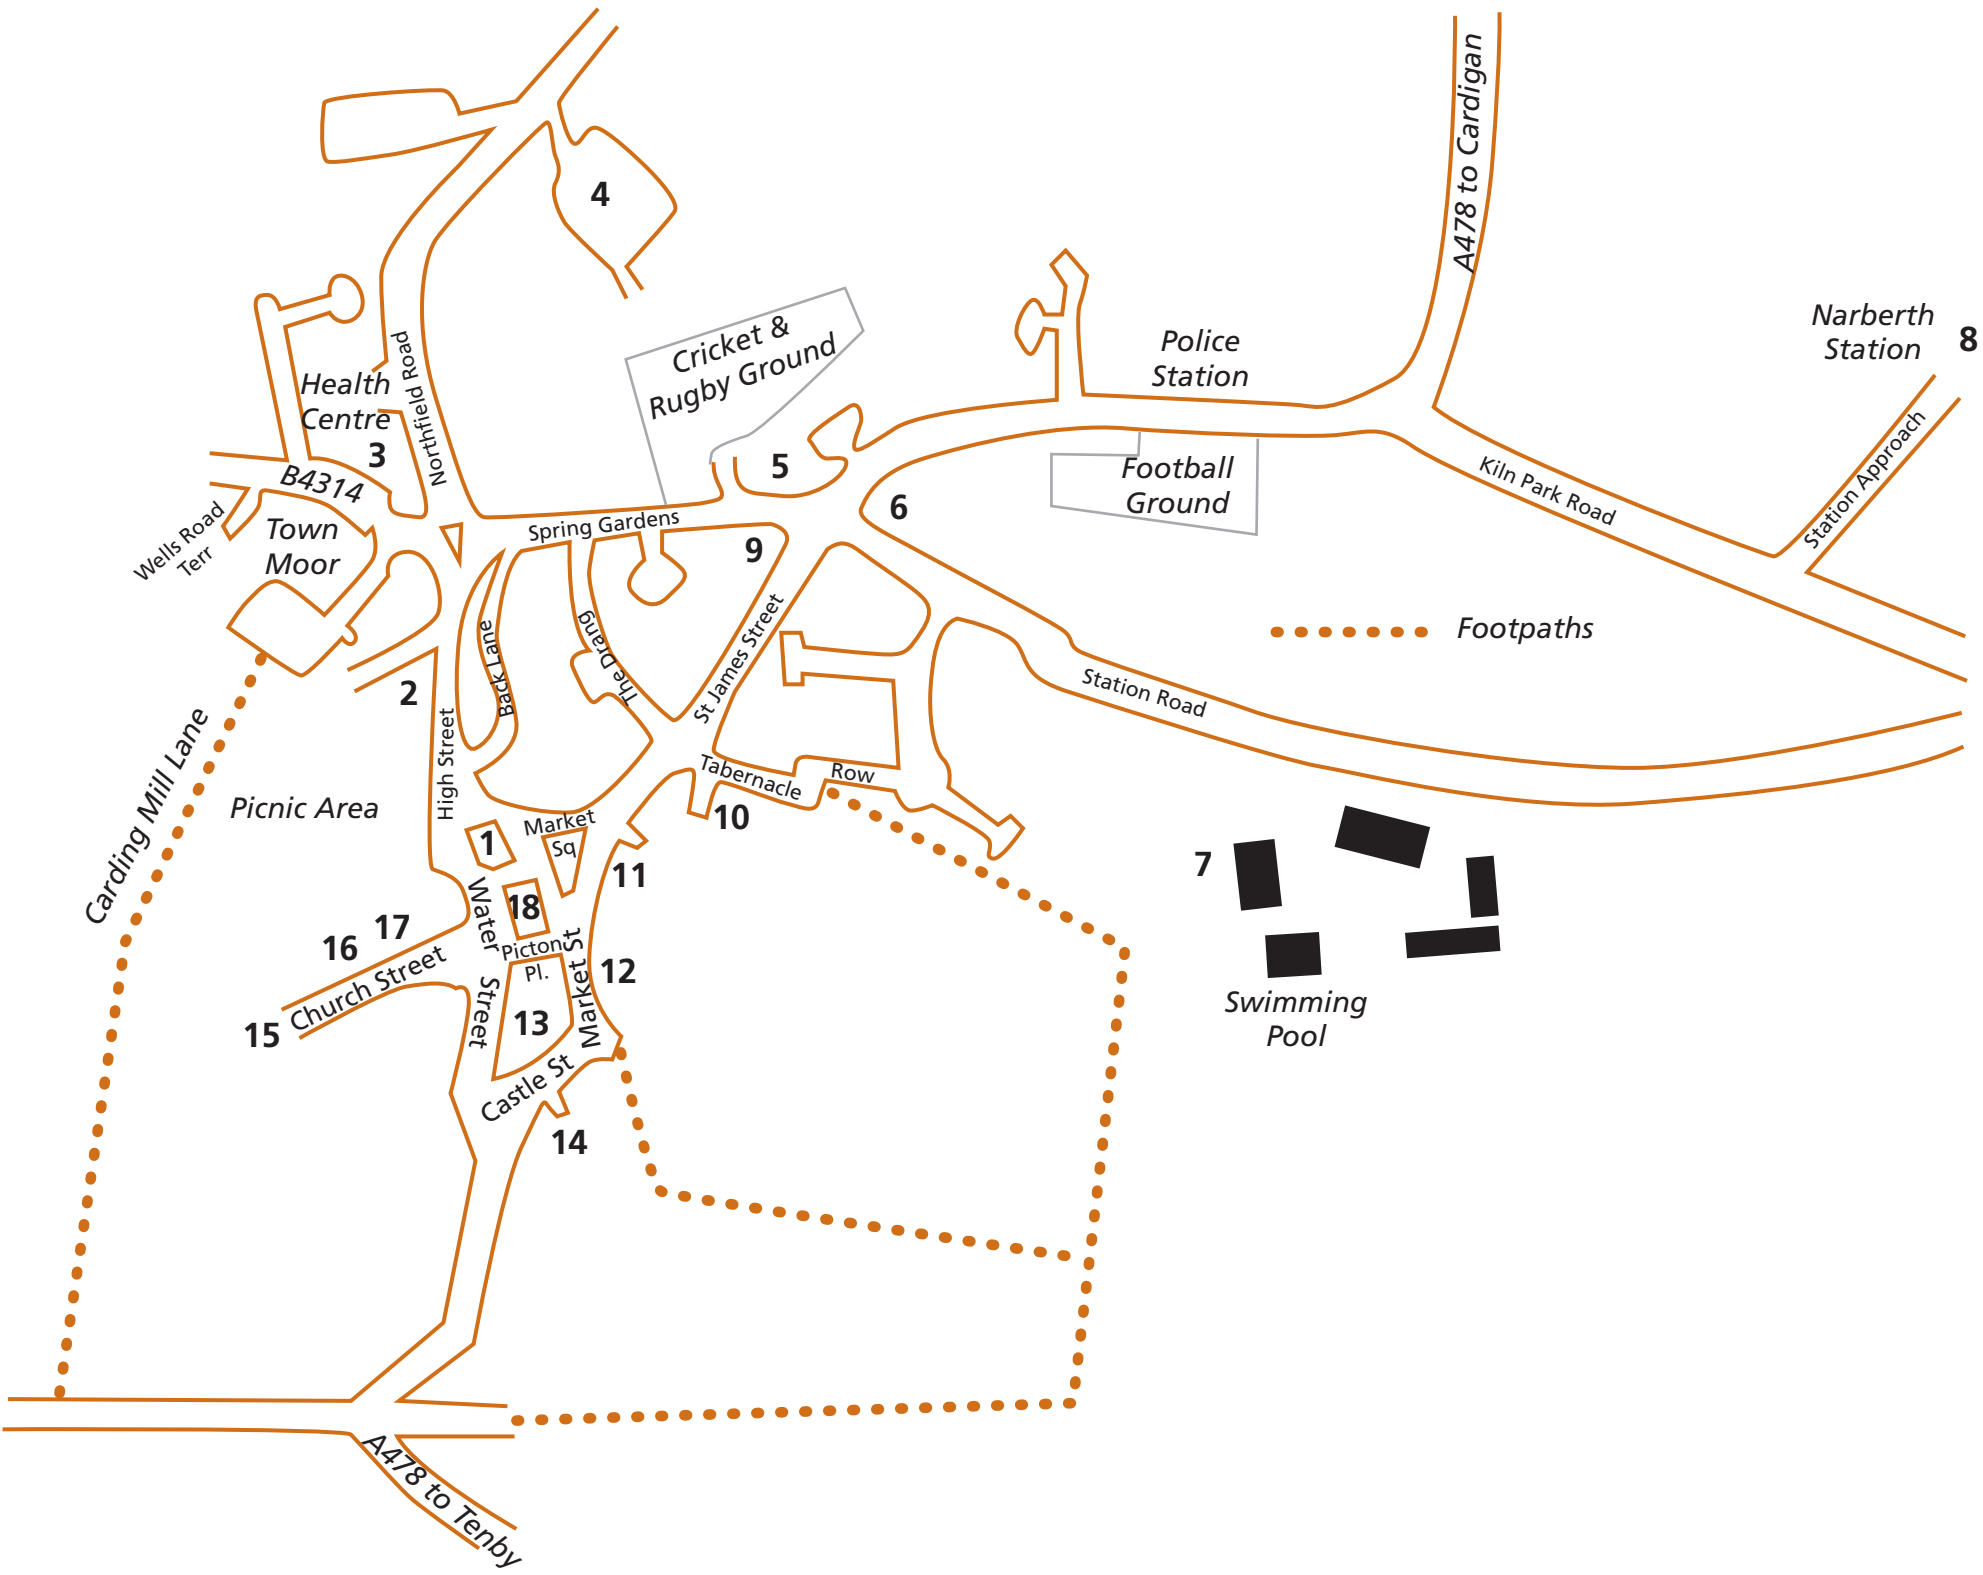 A478 to Cardigan
4
Narberth
Station
8
Cricket &
Rugby Ground
Police
Station
Northfield Road
Health
Centre
3
B4314
5
Football
Ground
6
Kiln Park Road
Station Approach
Wells Road
Terr
Town
Moor
Spring Gardens
9
Footpaths
Back Lane
The Drang
St James Street
Station Road
2
High Street
Carding Mill Lane
Picnic Area
Tabernacle
Row
10
Market
Sq
1
11
7
Water
Street
18
17
16
Church Street
15
Picton
Pl.
Market St
12
13
Castle St
14
Swimming
Pool
A478 to Tenby